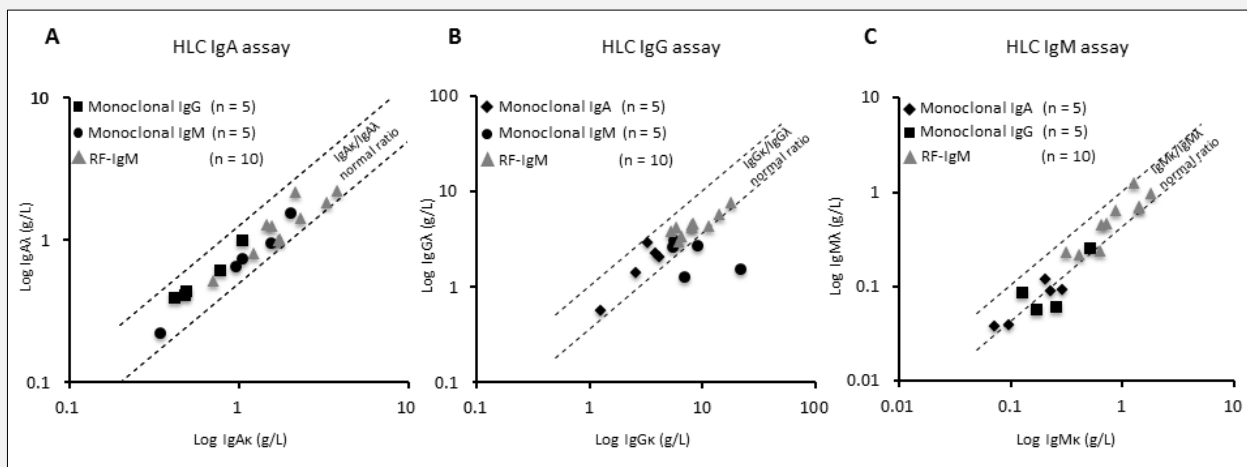 A
HLC IgA assay
Log IgAλ (g/L)
10
1
0.1
■ Monoclonal IgG (n = 5)
● Monoclonal IgM (n = 5)
▲ RF-IgM (n = 10)
IgAκ/IgAλ
normal ratio
0.1
1
10
Log IgAκ (g/L)
B
HLC IgG assay
Log IgGλ (g/L)
100
10
1
0.1
◆ Monoclonal IgA (n = 5)
● Monoclonal IgM (n = 5)
▲ RF-IgM (n = 10)
IgGκ/IgGλ
normal ratio
0.1
1
10
100
Log IgGκ (g/L)
C
HLC IgM assay
Log IgMλ (g/L)
10
1
0.1
0.01
◆ Monoclonal IgA (n = 5)
■ Monoclonal IgG (n = 5)
▲ RF-IgM (n = 10)
IgMκ/IgMλ
normal ratio
0.01
0.1
1
10
Log IgMκ (g/L)